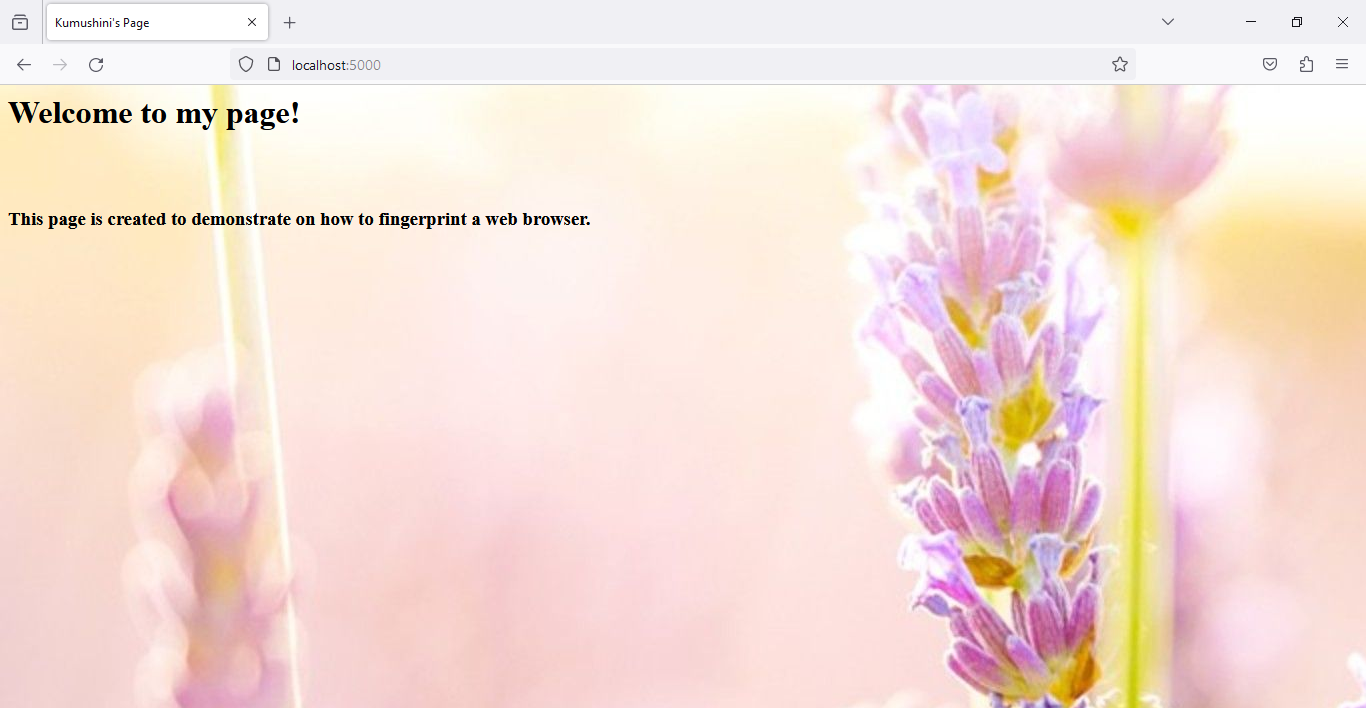 Kumushini's Page
localhost:5000
Welcome to my page!
This page is created to demonstrate on how to fingerprint a web browser.